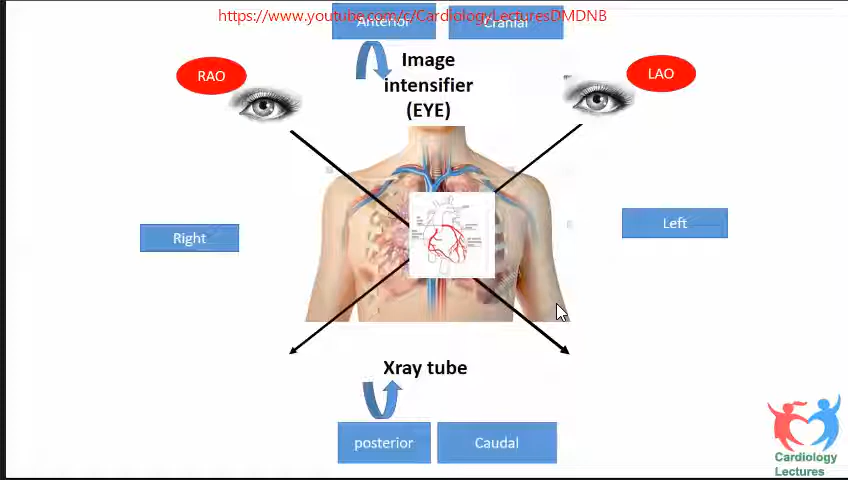 https://www.youtube.com/c/CardiologyLecturesDMDNB
Anterior
Cranial
Image
intensifier
(EYE)
RAO
LAO
Right
Left
Xray tube
posterior
Caudal
Cardiology
Lectures